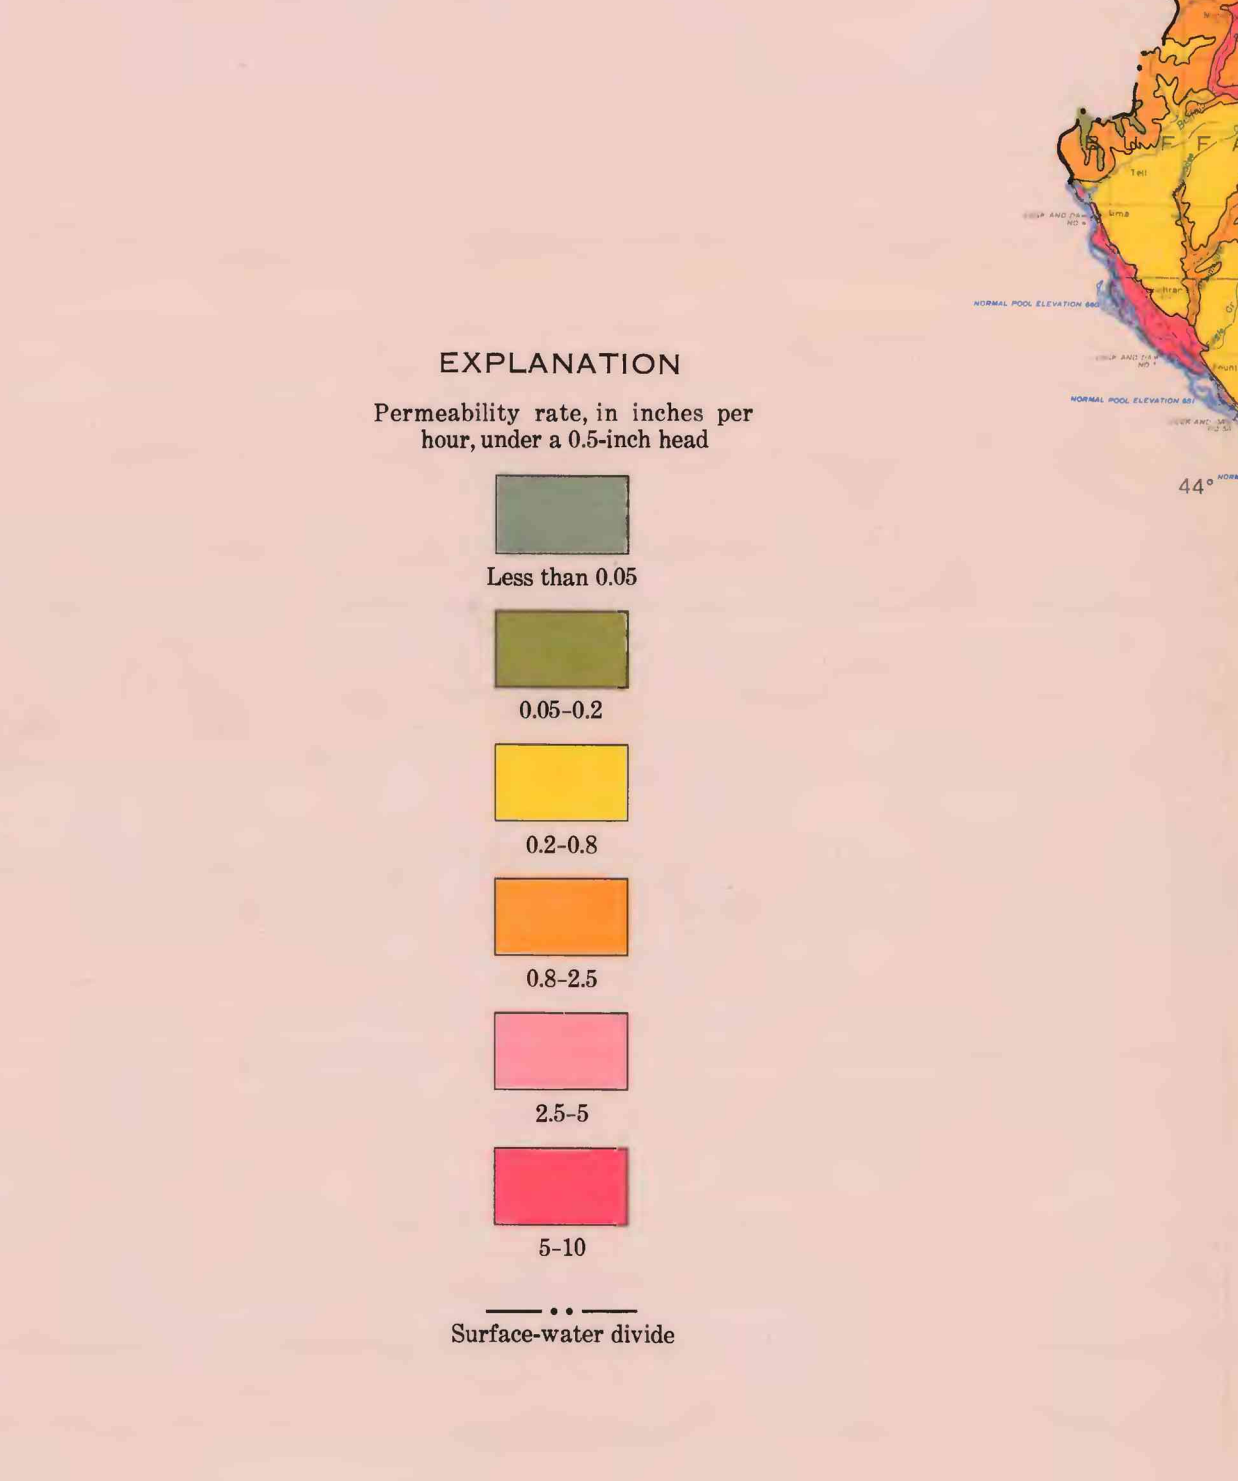 F F
Tell
NORMAL POOL ELEVATION 660
NORMAL POOL ELEVATION 651
44°
EXPLANATION
Permeability rate, in inches per
hour, under a 0.5-inch head
Less than 0.05
0.05-0.2
0.2-0.8
0.8-2.5
2.5-5
5-10
Surface-water divide